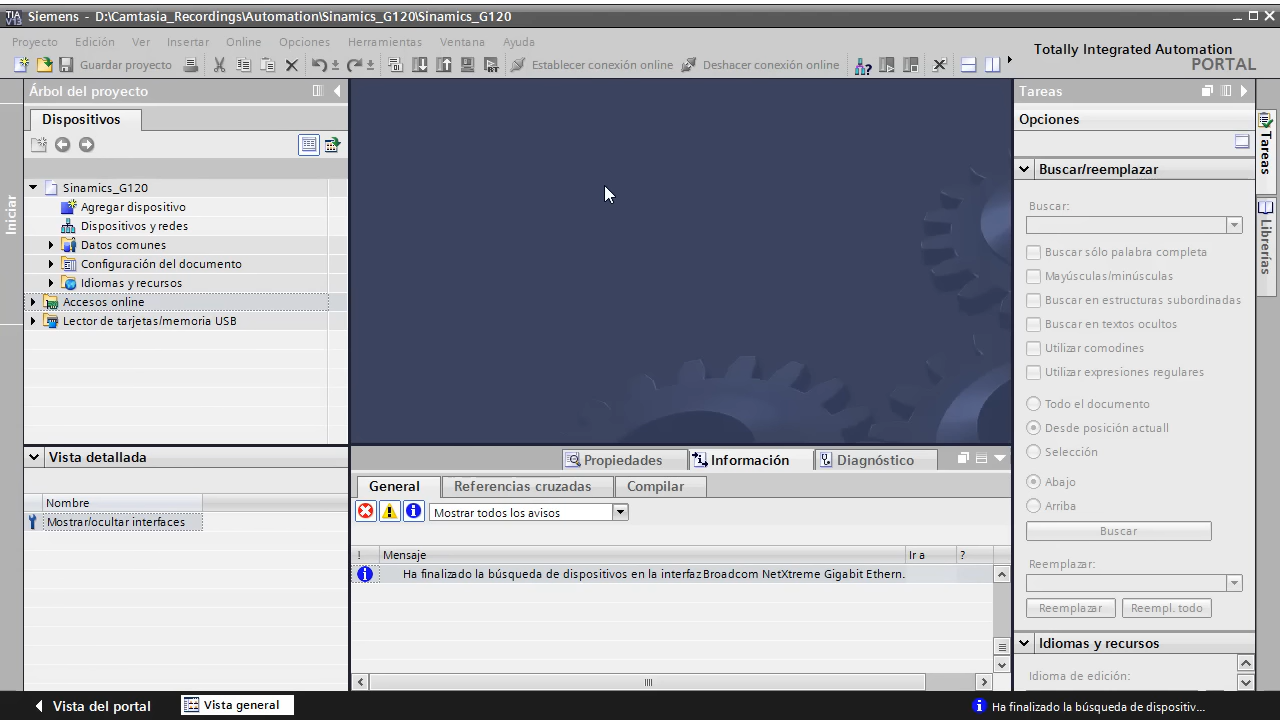 TIA V13 Siemens - D:\Camtasia_Recordings\Automation\Sinamics_G120\Sinamics_G120
Proyecto Edición Ver Insertar Online Opciones Herramientas Ventana Ayuda
Totally Integrated Automation
PORTAL
Guardar proyecto Establecer conexión online Deshacer conexión online
Árbol del proyecto
Dispositivos
Sinamics_G120
Agregar dispositivo
Dispositivos y redes
Datos comunes
Configuración del documento
Idiomas y recursos
Accesos online
Lector de tarjetas/memoria USB
Iniciar
Vista detallada
Nombre
Mostrar/ocultar interfaces
Propiedades Información Diagnóstico
General Referencias cruzadas Compilar
Mostrar todos los avisos
! Mensaje Ir a ?
Ha finalizado la búsqueda de dispositivos en la interfaz Broadcom NetXtreme Gigabit Ethern.
Tareas
Opciones
Buscar/reemplazar
Buscar:
Buscar sólo palabra completa
Mayúsculas/minúsculas
Buscar en estructuras subordinadas
Buscar en textos ocultos
Utilizar comodines
Utilizar expresiones regulares
Todo el documento
Desde posición actuall
Selección
Abajo
Arriba
Buscar
Reemplazar:
Reemplazar Reempl. todo
Idiomas y recursos
Idioma de edición:
Tareas
Librerías
Vista del portal Vista general Ha finalizado la búsqueda de dispositiv...